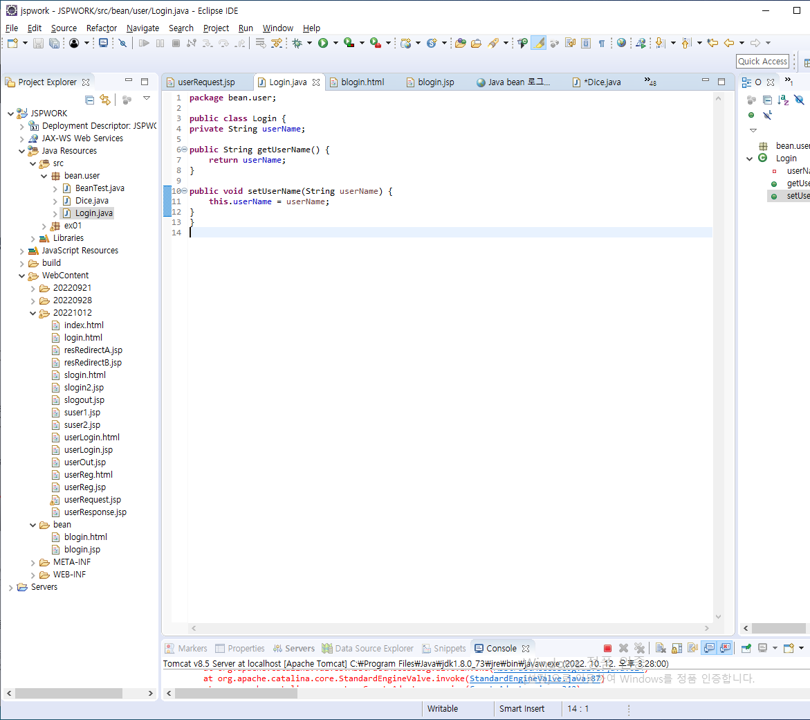 jspwork - JSPWORK/src/bean/user/Login.java - Eclipse IDE
File Edit Source Refactor Navigate Search Project Run Window Help
Quick Access
Project Explorer
userRequest.jsp Login.java blogin.html blogin.jsp Java bean 로그... *Dice.java »48
O »1
JSPWORK
Deployment Descriptor: JSPWO
JAX-WS Web Services
Java Resources
src
bean.user
BeanTest.java
Dice.java
Login.java
ex01
Libraries
JavaScript Resources
build
WebContent
20220921
20220928
20221012
index.html
login.html
resRedirectA.jsp
resRedirectB.jsp
slogin.html
slogin2.jsp
slogout.jsp
suser1.jsp
suser2.jsp
userLogin.html
userLogin.jsp
userOut.jsp
userReg.html
userReg.jsp
userRequest.jsp
userResponse.jsp
bean
blogin.html
blogin.jsp
META-INF
WEB-INF
Servers
1 package bean.user;
2
3 public class Login {
4 private String userName;
5
6 public String getUserName() {
7 return userName;
8 }
9
10 public void setUserName(String userName) {
11 this.userName = userName;
12 }
13 }
14
bean.user
Login
userNa
getUse
setUse
Markers Properties Servers Data Source Explorer Snippets Console
Tomcat v8.5 Server at localhost [Apache Tomcat] C:₩Program Files₩Java₩jdk1.8.0_73₩jre₩bin₩javaw.exe (2022. 10. 12. 오후 3:28:00)
at org.apache.catalina.core.StandardEngineValve.invoke(StandardEngineValve.java:87)
Windows를 정품 인증합니다.
Writable Smart Insert 14 : 1